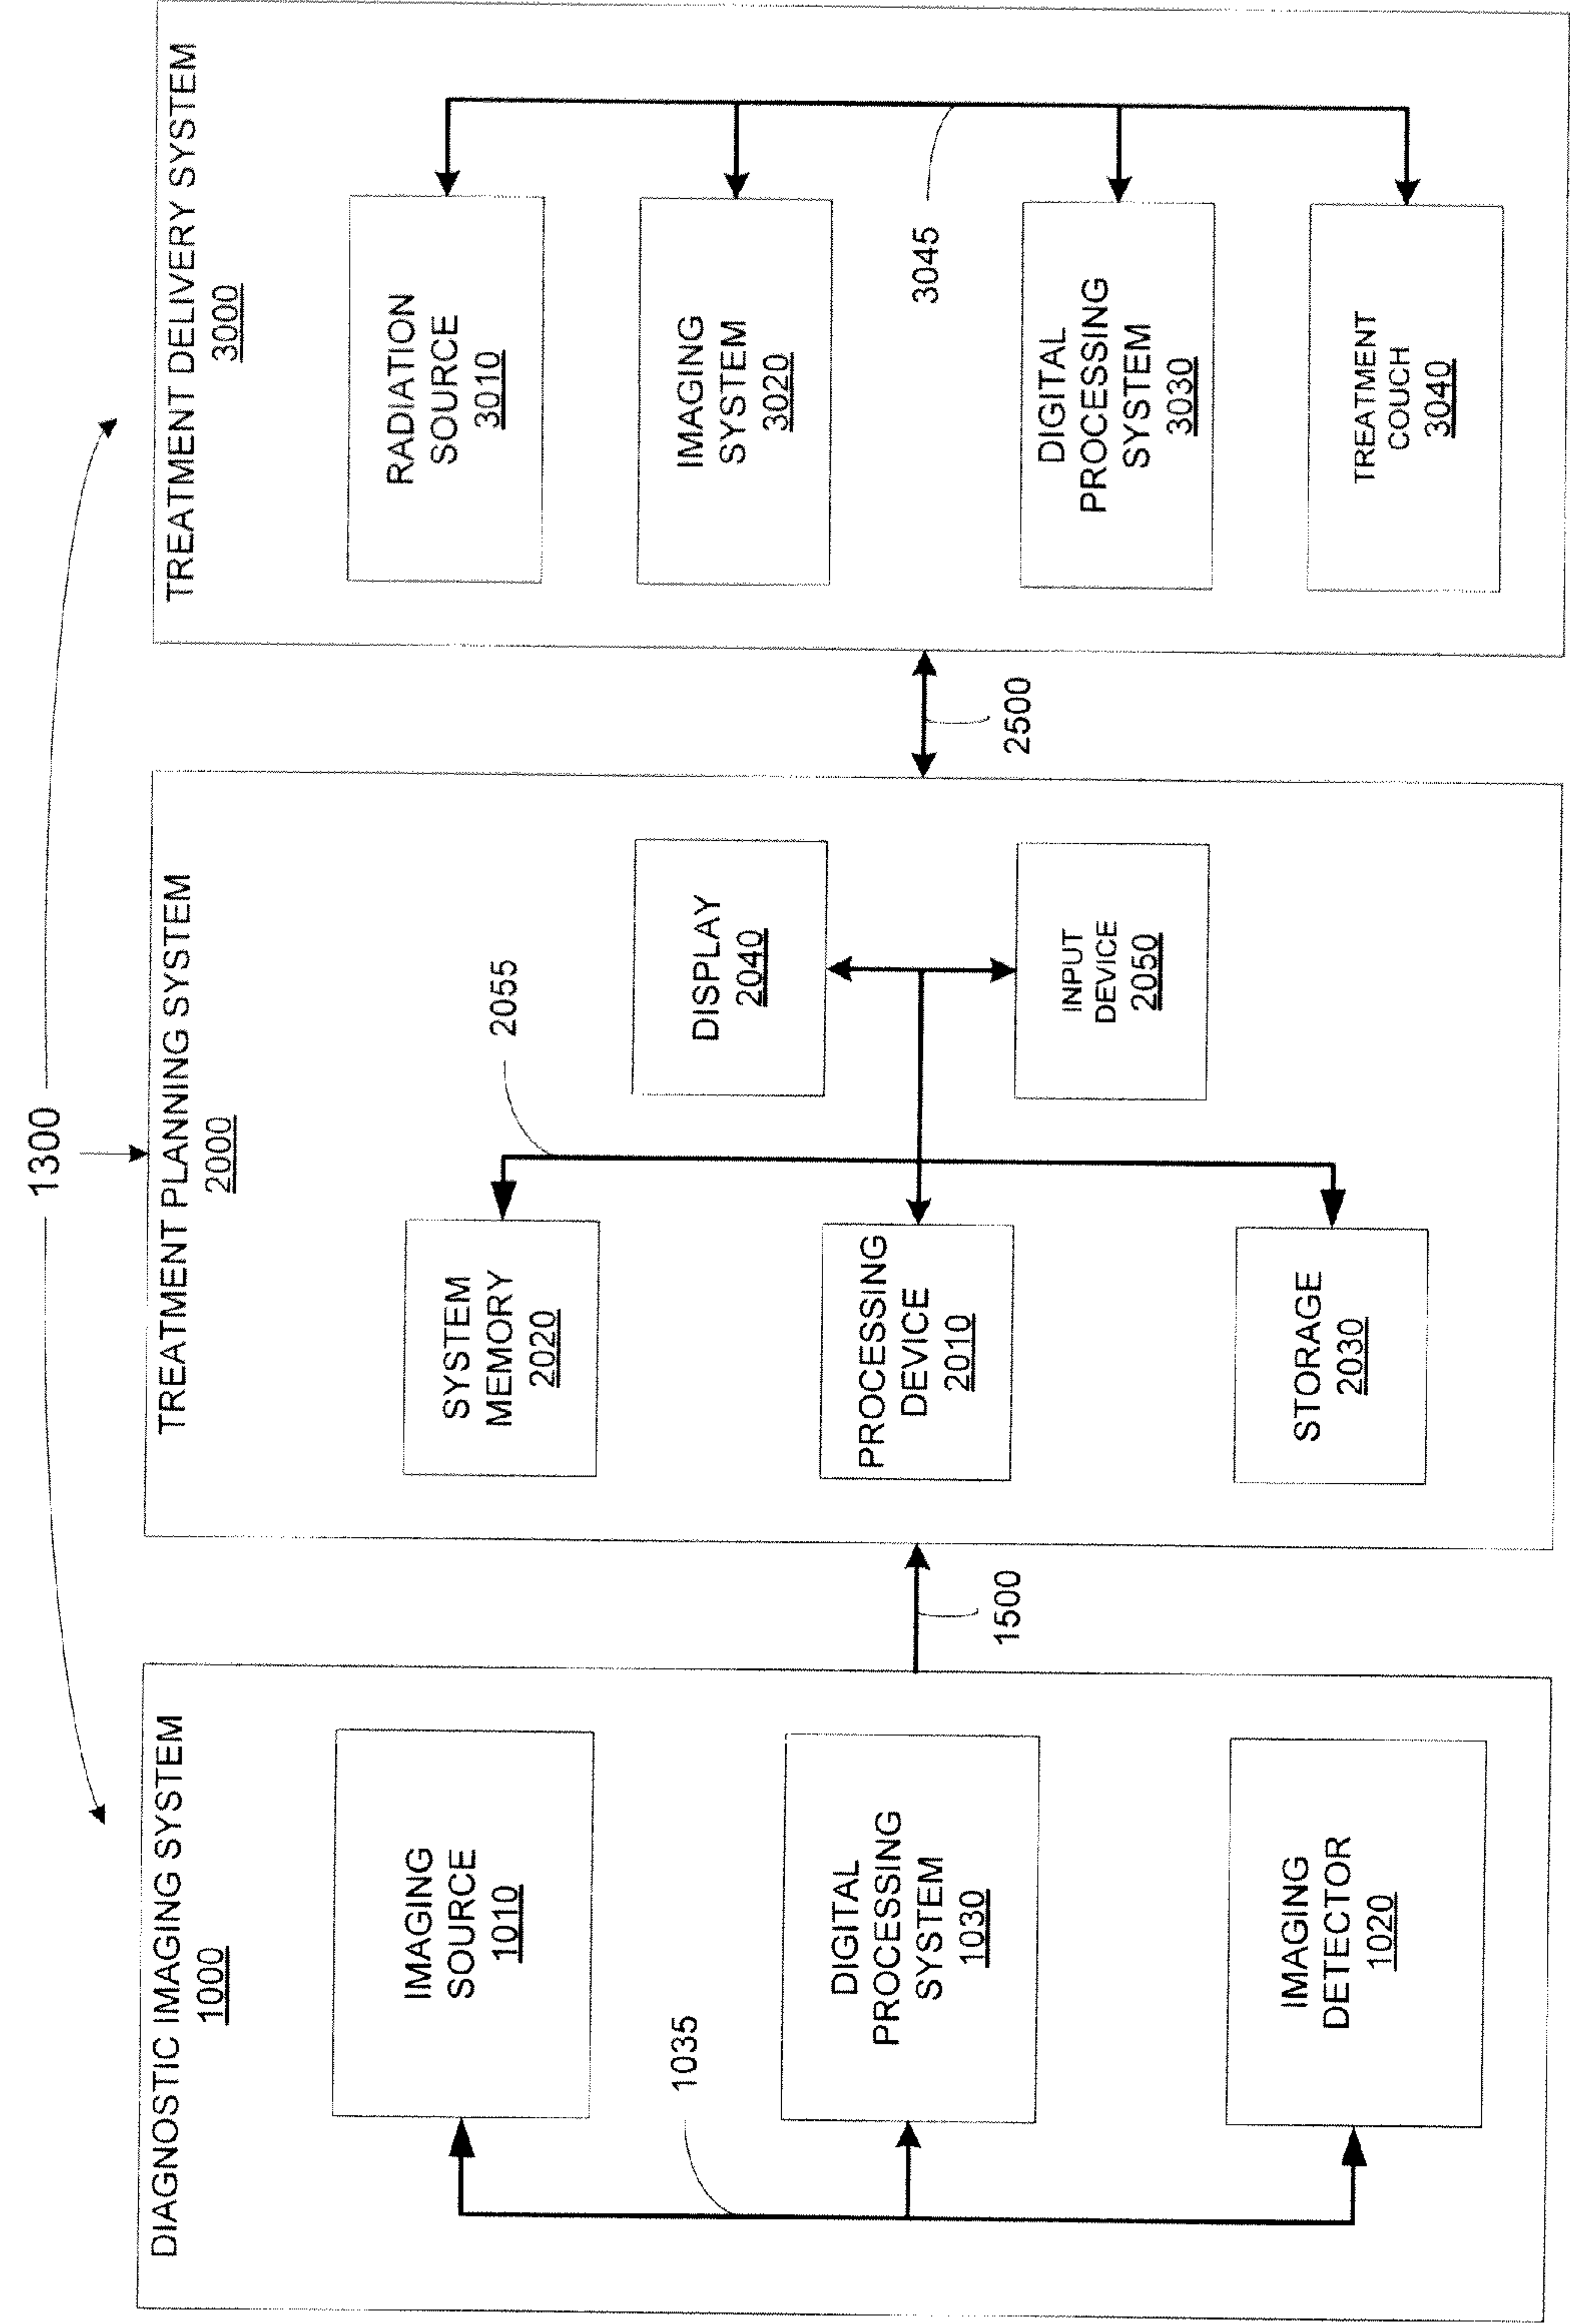 1300
DIAGNOSTIC IMAGING SYSTEM
1000
IMAGING
SOURCE
1010
1035
DIGITAL
PROCESSING
SYSTEM
1030
IMAGING
DETECTOR
1020
1500
TREATMENT PLANNING SYSTEM
2000
2055
SYSTEM
MEMORY
2020
PROCESSING
DEVICE
2010
STORAGE
2030
DISPLAY
2040
INPUT
DEVICE
2050
2500
TREATMENT DELIVERY SYSTEM
3000
RADIATION
SOURCE
3010
IMAGING
SYSTEM
3020
3045
DIGITAL
PROCESSING
SYSTEM
3030
TREATMENT
COUCH
3040